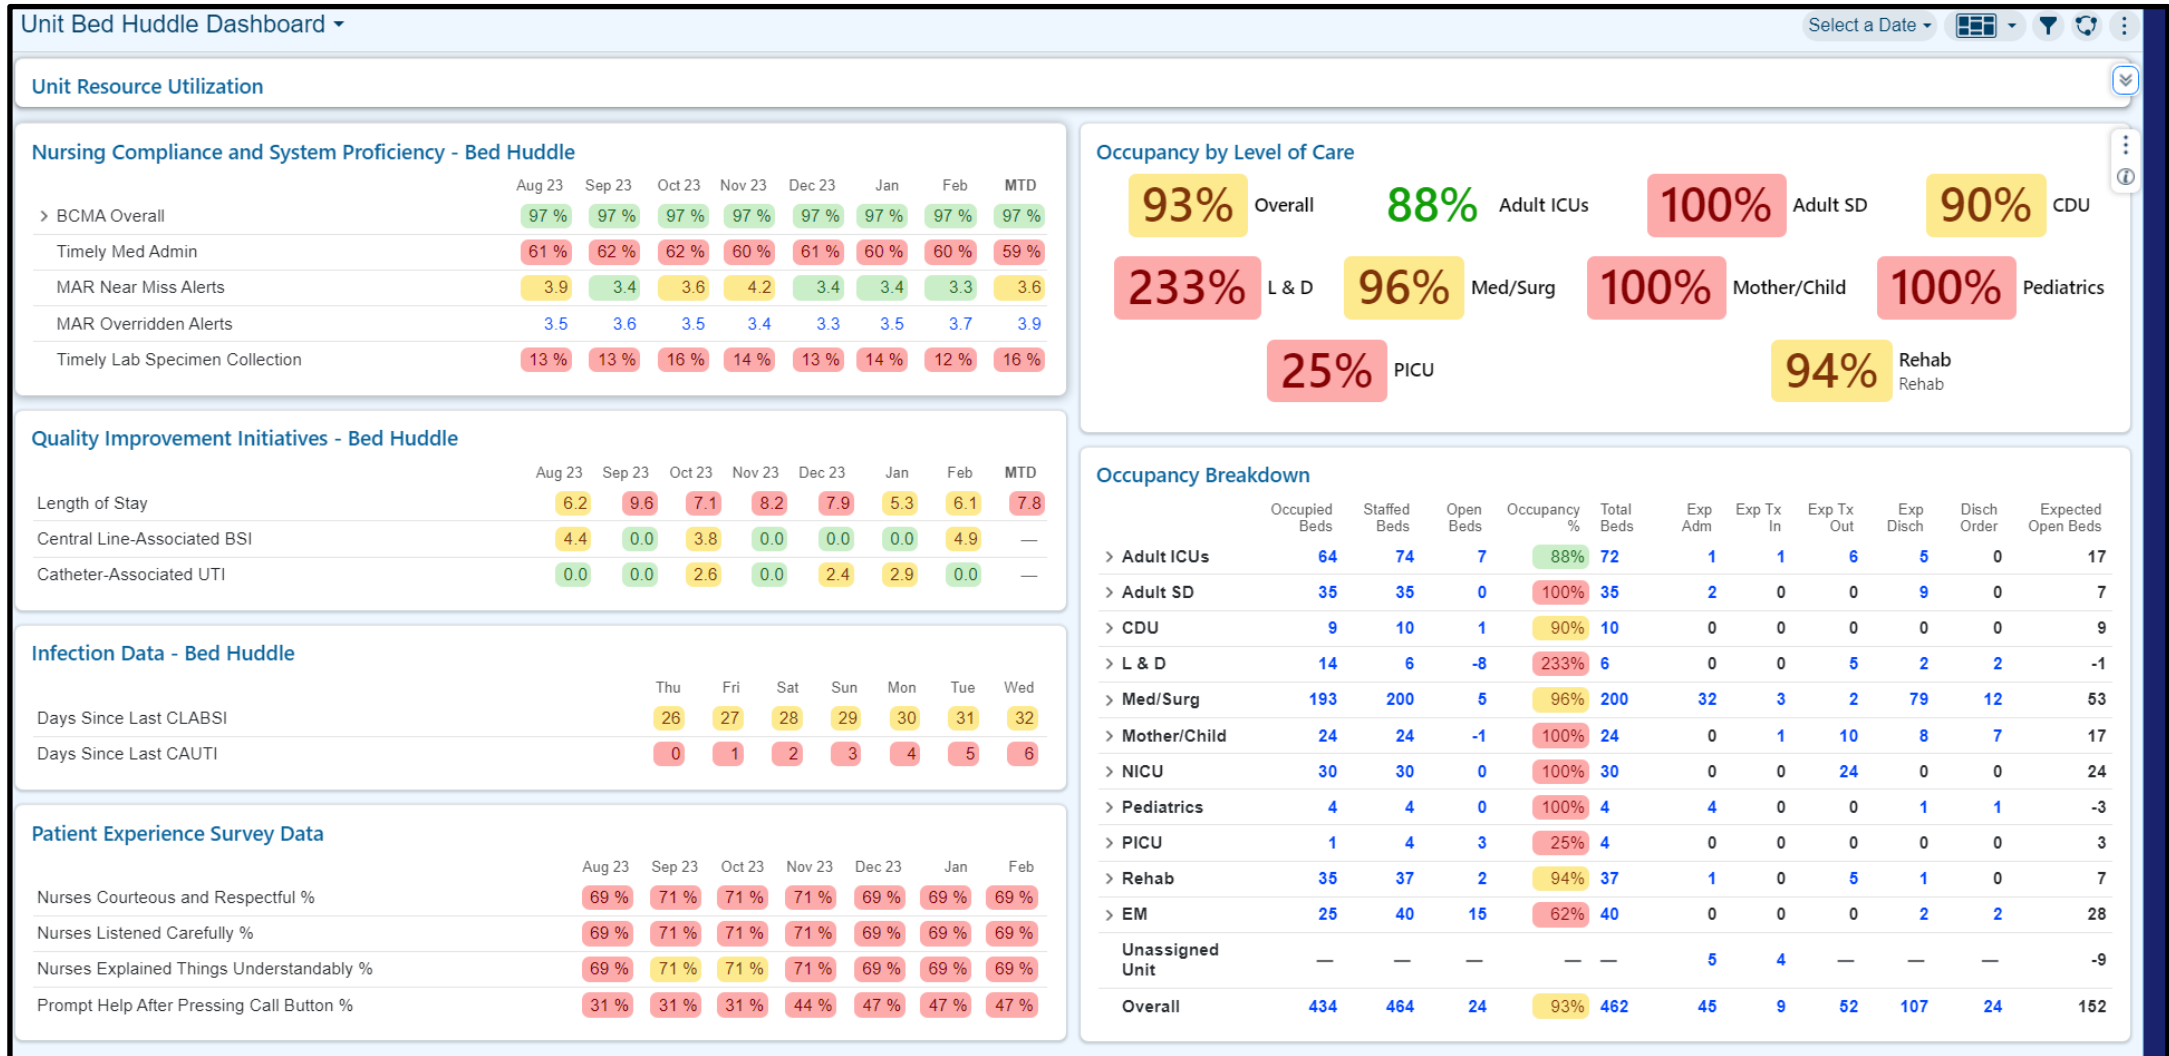 Unit Bed Huddle Dashboard
Select a Date
Unit Resource Utilization
Nursing Compliance and System Proficiency - Bed Huddle
Aug 23 Sep 23 Oct 23 Nov 23 Dec 23 Jan Feb MTD
BCMA Overall 97 % 97 % 97 % 97 % 97 % 97 % 97 % 97 %
Timely Med Admin 61 % 62 % 62 % 60 % 61 % 60 % 60 % 59 %
MAR Near Miss Alerts 3.9 3.4 3.6 4.2 3.4 3.4 3.3 3.6
MAR Overridden Alerts 3.5 3.6 3.5 3.4 3.3 3.5 3.7 3.9
Timely Lab Specimen Collection 13 % 13 % 16 % 14 % 13 % 14 % 12 % 16 %
Quality Improvement Initiatives - Bed Huddle
Aug 23 Sep 23 Oct 23 Nov 23 Dec 23 Jan Feb MTD
Length of Stay 6.2 9.6 7.1 8.2 7.9 5.3 6.1 7.8
Central Line-Associated BSI 4.4 0.0 3.8 0.0 0.0 0.0 4.9 —
Catheter-Associated UTI 0.0 0.0 2.6 0.0 2.4 2.9 0.0 —
Infection Data - Bed Huddle
Thu Fri Sat Sun Mon Tue Wed
Days Since Last CLABSI 26 27 28 29 30 31 32
Days Since Last CAUTI 0 1 2 3 4 5 6
Patient Experience Survey Data
Aug 23 Sep 23 Oct 23 Nov 23 Dec 23 Jan Feb
Nurses Courteous and Respectful % 69 % 71 % 71 % 71 % 69 % 69 % 69 %
Nurses Listened Carefully % 69 % 71 % 71 % 71 % 69 % 69 % 69 %
Nurses Explained Things Understandably % 69 % 71 % 71 % 71 % 69 % 69 % 69 %
Prompt Help After Pressing Call Button % 31 % 31 % 31 % 44 % 47 % 47 % 47 %
Occupancy by Level of Care
93% Overall 88% Adult ICUs 100% Adult SD 90% CDU
233% L & D 96% Med/Surg 100% Mother/Child 100% Pediatrics
25% PICU 94% Rehab
Rehab
Occupancy Breakdown
Occupied Staffed Open Occupancy Total Exp Exp Tx Exp Tx Exp Disch Expected
Beds Beds Beds % Beds Adm In Out Disch Order Open Beds
Adult ICUs 64 74 7 88% 72 1 1 6 5 0 17
Adult SD 35 35 0 100% 35 2 0 0 9 0 7
CDU 9 10 1 90% 10 0 0 0 0 0 9
L & D 14 6 -8 233% 6 0 0 5 2 2 -1
Med/Surg 193 200 5 96% 200 32 3 2 79 12 53
Mother/Child 24 24 -1 100% 24 0 1 10 8 7 17
NICU 30 30 0 100% 30 0 0 24 0 0 24
Pediatrics 4 4 0 100% 4 4 0 0 1 1 -3
PICU 1 4 3 25% 4 0 0 0 0 0 3
Rehab 35 37 2 94% 37 1 0 5 1 0 7
EM 25 40 15 62% 40 0 0 0 2 2 28
Unassigned
Unit — — — — — 5 4 — — — -9
Overall 434 464 24 93% 462 45 9 52 107 24 152